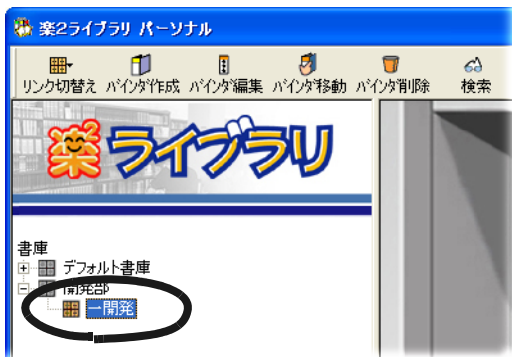 楽2ライブラリ パーソナル
リンク切替え バインダ作成 バインダ編集 バインダ移動 バインダ削除 検索
楽 ライブラリ
書庫
デフォルト書庫
開発部
一開発